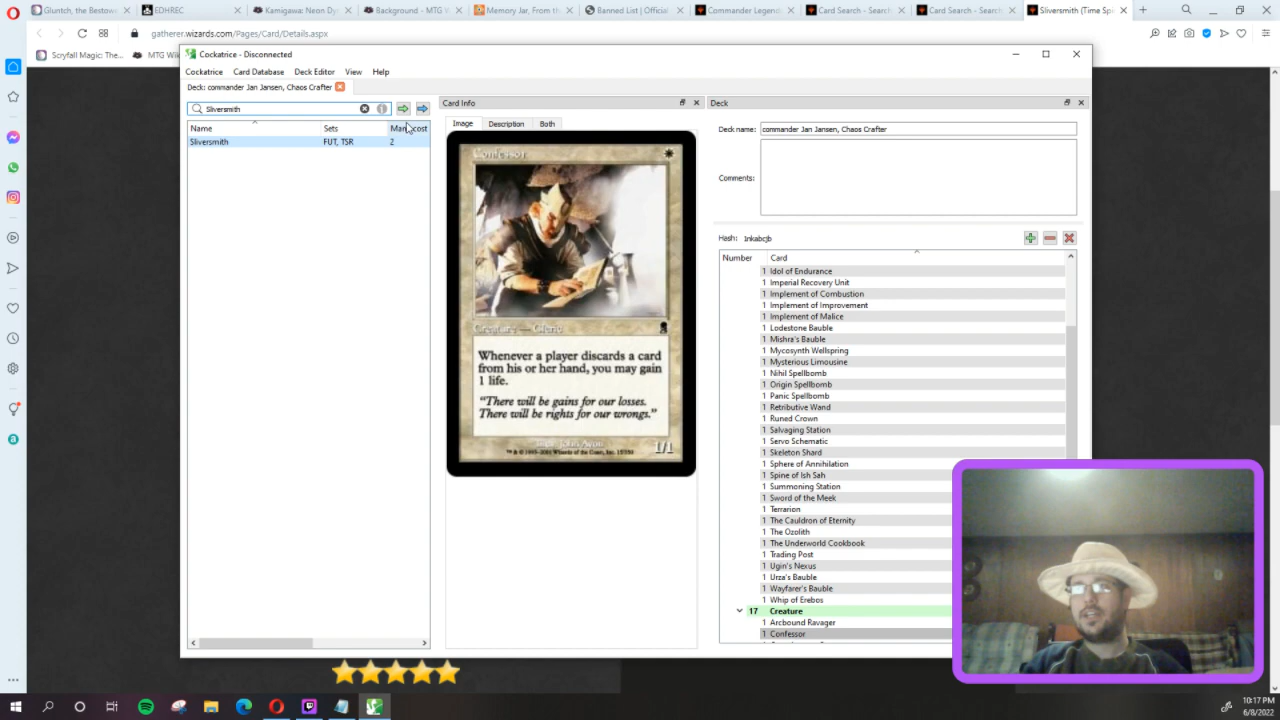 Gluntch, the Bestowe
EDHREC
Kamigawa: Neon Dy
Background - MTG W
Memory Jar, From th
Banned List | Official
Commander Legend
Card Search - Search
Card Search - Search
Sliversmith (Time Sp
gatherer.wizards.com/Pages/Card/Details.aspx
Scryfall Magic: The...
MTG Wik
Cockatrice - Disconnected
Cockatrice
Card Database
Deck Editor
View
Help
Deck: commander Jan Jansen, Chaos Crafter
Sliversmith
Name
Sets
Mana cost
Sliversmith
FUT, TSR
2
Card Info
Image
Description
Both
Confessor
Creature — Cleric
Whenever a player discards a card
from his or her hand, you may gain
1 life.
"There will be gains for our losses.
There will be rights for our wrongs."
1/1
Deck
Deck name:
commander Jan Jansen, Chaos Crafter
Comments:
Hash:
1nkabcjb
Number
Card
1 Idol of Endurance
1 Imperial Recovery Unit
1 Implement of Combustion
1 Implement of Improvement
1 Implement of Malice
1 Lodestone Bauble
1 Mishra's Bauble
1 Mycosynth Wellspring
1 Mysterious Limousine
1 Nihil Spellbomb
1 Origin Spellbomb
1 Panic Spellbomb
1 Retributive Wand
1 Runed Crown
1 Salvaging Station
1 Servo Schematic
1 Skeleton Shard
1 Sphere of Annihilation
1 Spine of Ish Sah
1 Summoning Station
1 Sword of the Meek
1 Terrarion
1 The Cauldron of Eternity
1 The Ozolith
1 The Underworld Cookbook
1 Trading Post
1 Ugin's Nexus
1 Urza's Bauble
1 Wayfarer's Bauble
1 Whip of Erebos
17 Creature
1 Arcbound Ravager
1 Confessor
10:17 PM
6/8/2022